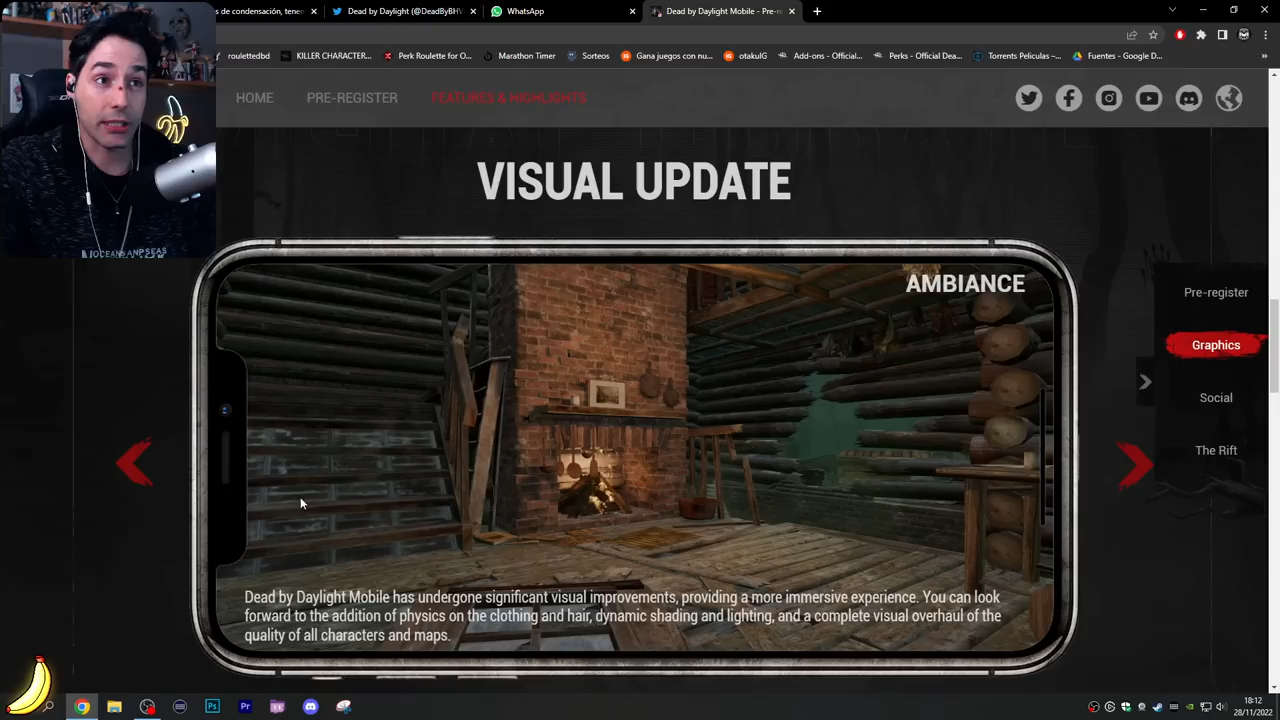 s de condensación, tenen
Dead by Daylight (@DeadByBHV
WhatsApp
Dead by Daylight Mobile - Pre-re
roulettedbd
KILLER CHARACTER...
Perk Roulette for O...
Marathon Timer
Sorteos
Gana juegos con nu...
otakulG
Add-ons - Official...
Perks - Official Dea...
Torrents Peliculas –...
Fuentes - Google D...
HOME
PRE-REGISTER
FEATURES & HIGHLIGHTS
VISUAL UPDATE
AMBIANCE
Pre-register
Graphics
Social
The Rift
Dead by Daylight Mobile has undergone significant visual improvements, providing a more immersive experience. You can look
forward to the addition of physics on the clothing and hair, dynamic shading and lighting, and a complete visual overhaul of the
quality of all characters and maps.
OCEANS AND SEAS
18:12
28/11/2022